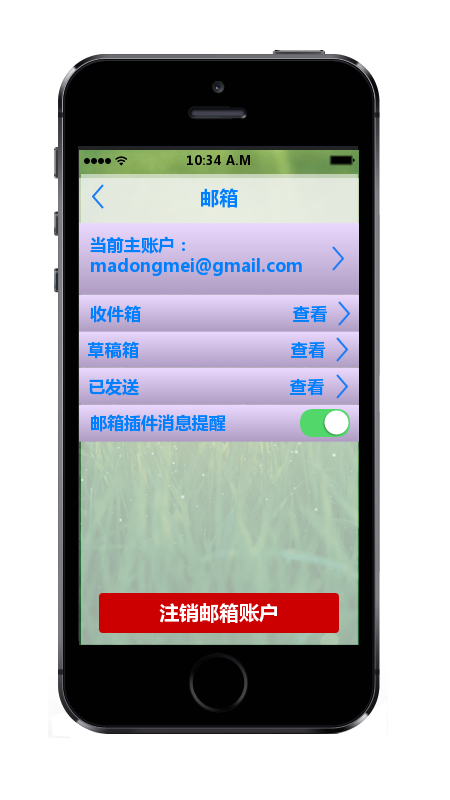 10:34 A.M
邮箱
当前主账户：
madongmei@gmail.com
收件箱 查看
草稿箱 查看
已发送 查看
邮箱插件消息提醒
注销邮箱账户